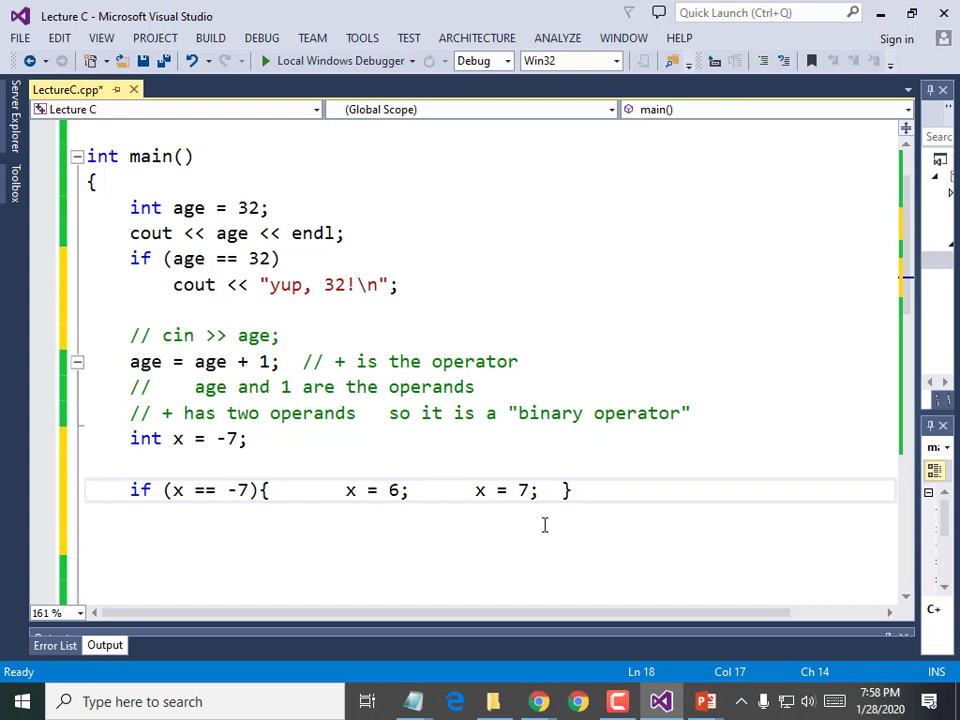 Lecture C - Microsoft Visual Studio
Quick Launch (Ctrl+Q)
FILE EDIT VIEW PROJECT BUILD DEBUG TEAM TOOLS TEST ARCHITECTURE ANALYZE WINDOW HELP Sign in
Local Windows Debugger Debug Win32
Server Explorer
Toolbox
LectureC.cpp*
Lecture C (Global Scope) main()
Searc
int main()
{
int age = 32;
cout << age << endl;
if (age == 32)
cout << "yup, 32!\n";
// cin >> age;
age = age + 1; // + is the operator
// age and 1 are the operands
// + has two operands so it is a "binary operator"
int x = -7;
if (x == -7){ x = 6; x = 7; }
m
C+
161 %
Error List Output
Ready Ln 18 Col 17 Ch 14 INS
Type here to search
7:58 PM
1/28/2020